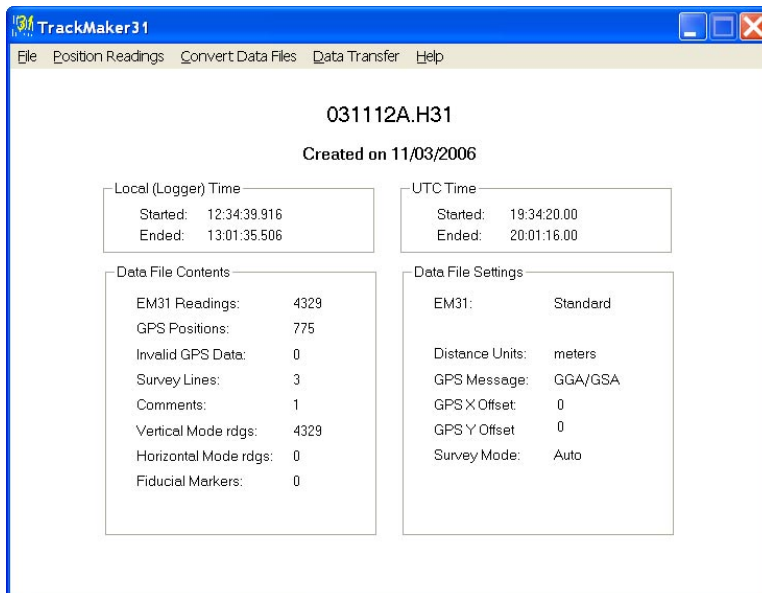 TrackMaker31
File Position Readings Convert Data Files Data Transfer Help
031112A.H31
Created on 11/03/2006
Local (Logger) Time
Started: 12:34:39.916
Ended: 13:01:35.506
UTC Time
Started: 19:34:20.00
Ended: 20:01:16.00
Data File Contents
EM31 Readings: 4329
GPS Positions: 775
Invalid GPS Data: 0
Survey Lines: 3
Comments: 1
Vertical Mode rdgs: 4329
Horizontal Mode rdgs: 0
Fiducial Markers: 0
Data File Settings
EM31: Standard
Distance Units: meters
GPS Message: GGA/GSA
GPS X Offset: 0
GPS Y Offset 0
Survey Mode: Auto